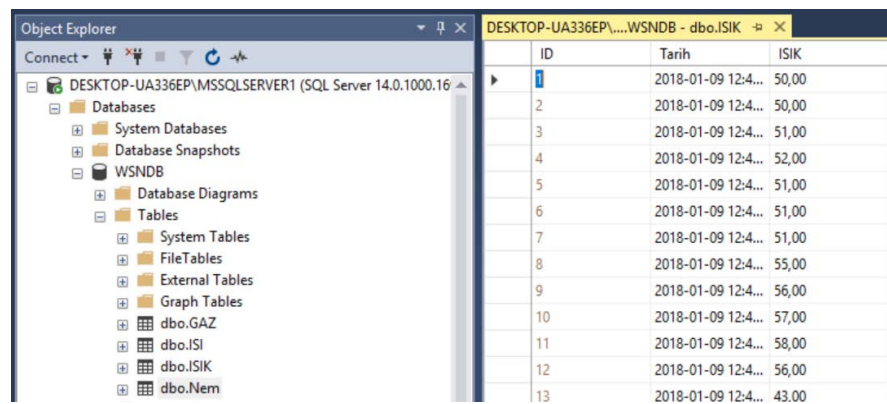 Object Explorer
Connect
DESKTOP-UA336EP\MSSQLSERVER1 (SQL Server 14.0.1000.16
Databases
System Databases
Database Snapshots
WSNDB
Database Diagrams
Tables
System Tables
FileTables
External Tables
Graph Tables
dbo.GAZ
dbo.ISI
dbo.ISIK
dbo.Nem
DESKTOP-UA336EP\....WSNDB - dbo.ISIK
ID Tarih ISIK
1 2018-01-09 12:4... 50,00
2 2018-01-09 12:4... 50,00
3 2018-01-09 12:4... 51,00
4 2018-01-09 12:4... 52,00
5 2018-01-09 12:4... 51,00
6 2018-01-09 12:4... 51,00
7 2018-01-09 12:4... 51,00
8 2018-01-09 12:4... 55,00
9 2018-01-09 12:4... 56,00
10 2018-01-09 12:4... 57,00
11 2018-01-09 12:4... 58,00
12 2018-01-09 12:4... 56,00
13 2018-01-09 12:4... 43,00